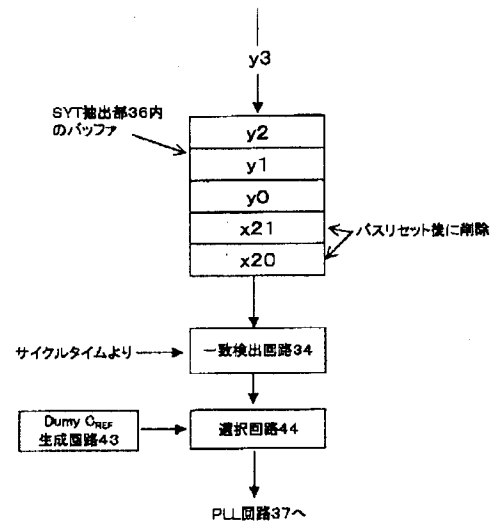 y3
SYT抽出部36内
のバッファ
y2
y1
y0
x21
x20
バスリセット後に削除
サイクルタイムより
一致検出回路34
Dumy CREF
生成回路43
選択回路44
PLL回路37へ